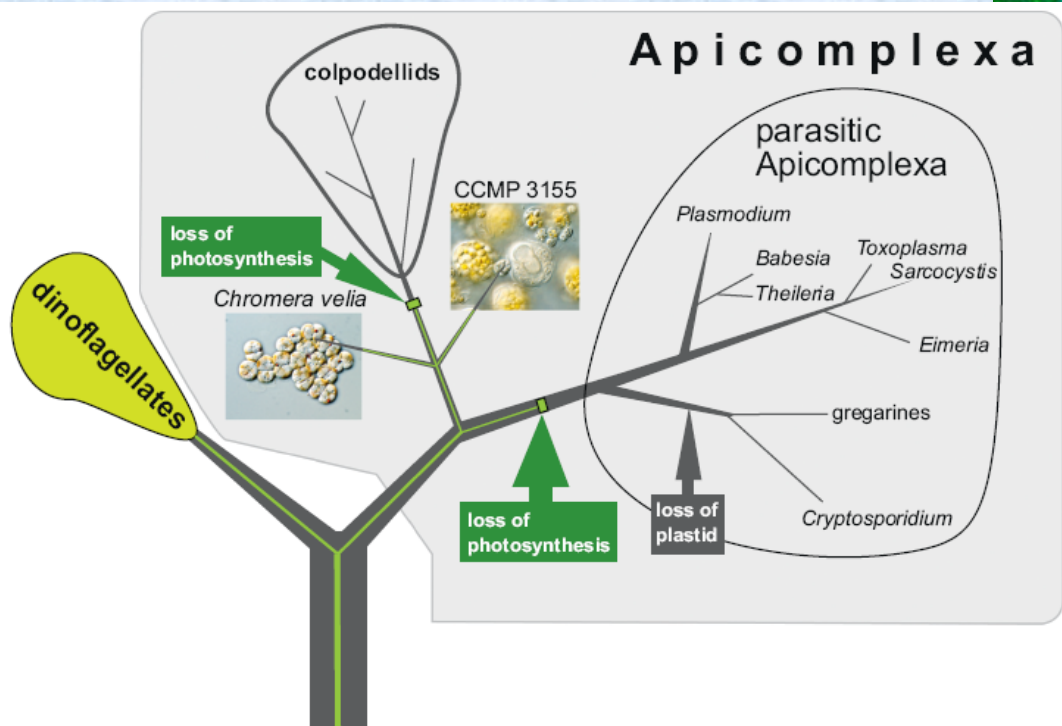 Apicomplexa
colpodellids
parasitic
Apicomplexa
CCMP 3155
Plasmodium
loss of
photosynthesis
Toxoplasma
Babesia
Sarcocystis
Chromera velia
Theileria
dinoflagellates
Eimeria
gregarines
loss of
photosynthesis
loss of
plastid
Cryptosporidium